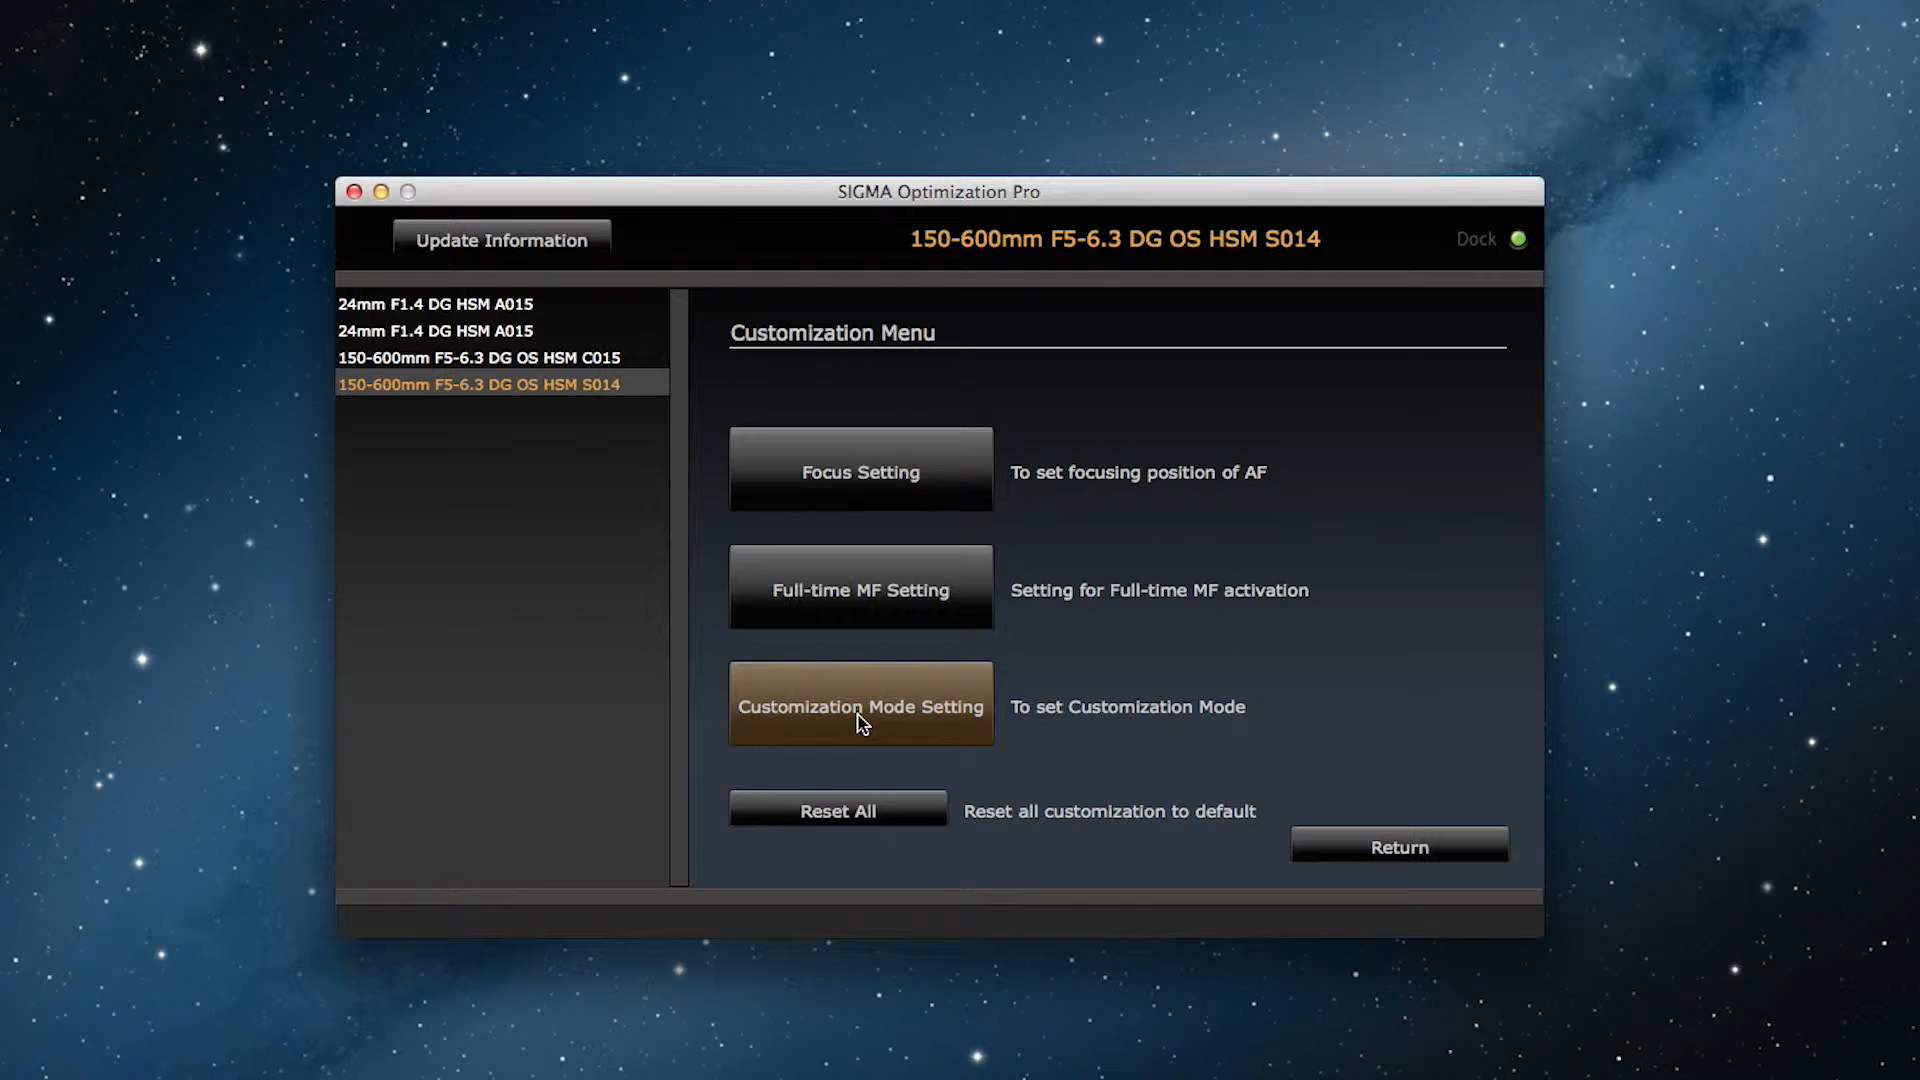 SIGMA Optimization Pro
Update Information
150-600mm F5-6.3 DG OS HSM S014
Dock
24mm F1.4 DG HSM A015
24mm F1.4 DG HSM A015
150-600mm F5-6.3 DG OS HSM C015
150-600mm F5-6.3 DG OS HSM S014
Customization Menu
Focus Setting
To set focusing position of AF
Full-time MF Setting
Setting for Full-time MF activation
Customization Mode Setting
To set Customization Mode
Reset All
Reset all customization to default
Return